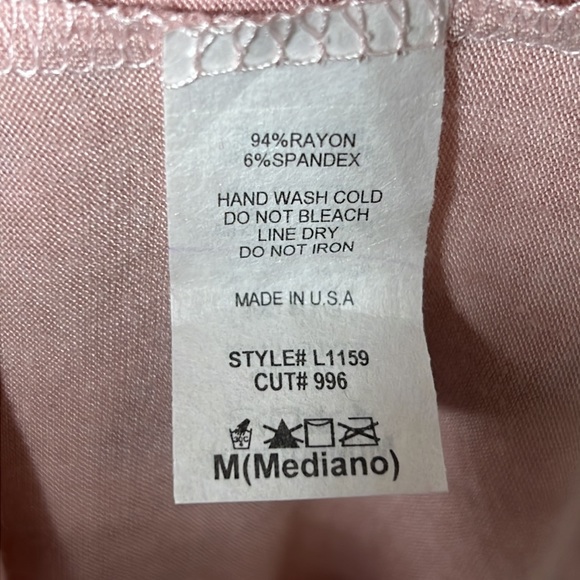 94%RAYON
6%SPANDEX
HAND WASH COLD
DO NOT BLEACH
LINE DRY
DO NOT IRON
MADE IN U.S.A
STYLE# L1159
CUT# 996
M(Mediano)